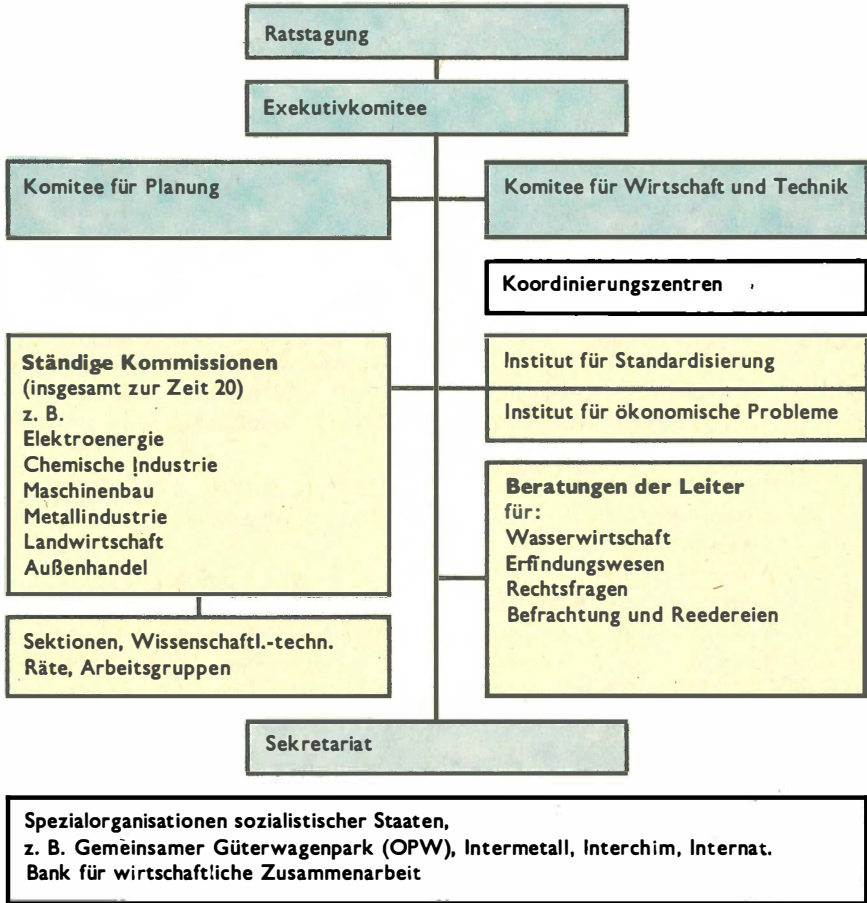 Ratstagung
Exekutivkomitee
Komitee für Planung
Komitee für Wirtschaft und Technik
Koordinierungszentren
Ständige Kommissionen
(insgesamt zur Zeit 20)
z. B.
Elektroenergie
Chemische Industrie
Maschinenbau
Metallindustrie
Landwirtschaft
Außenhandel
Institut für Standardisierung
Institut für ökonomische Probleme
Beratungen der Leiter
für:
Wasserwirtschaft
Erfindungswesen
Rechtsfragen
Befrachtung und Reedereien
Sektionen, Wissenschaftl.-techn.
Räte, Arbeitsgruppen
Sekretariat
Spezialorganisationen sozialistischer Staaten,
z. B. Gemeinsamer Güterwagenpark (OPW), Intermetall, Interchim, Internat.
Bank für wirtschaftliche Zusammenarbeit